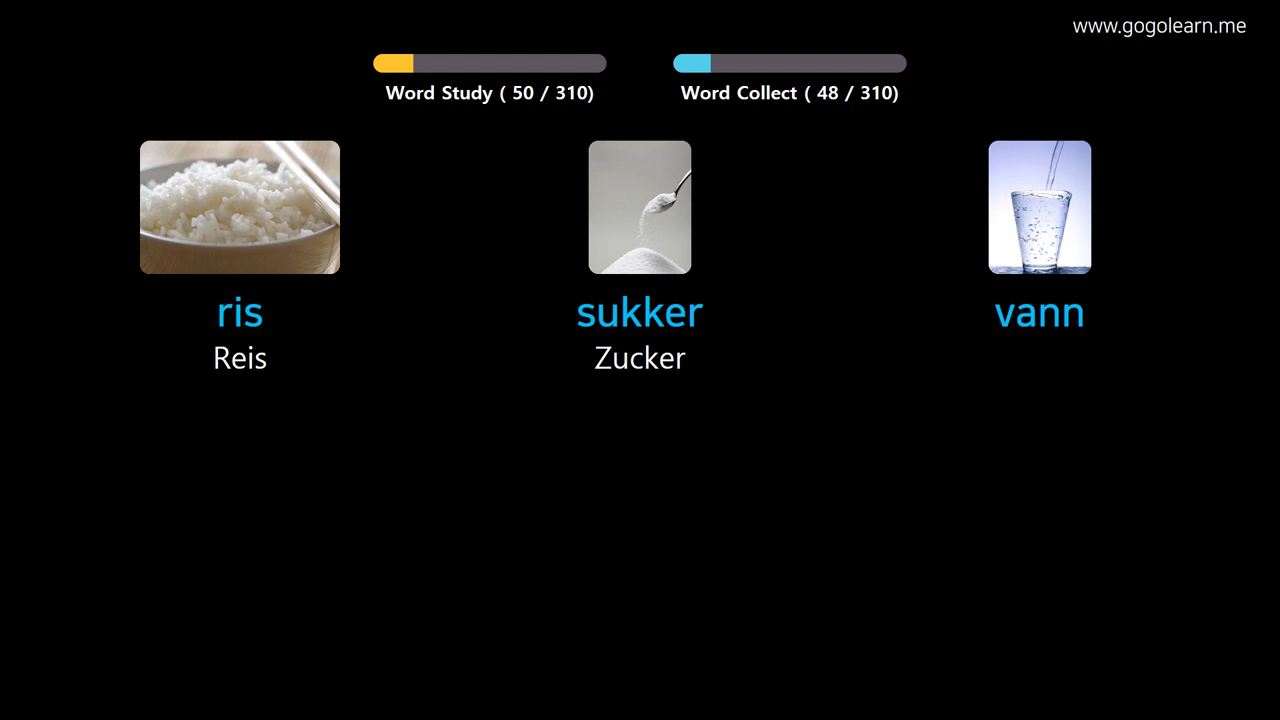 www.gogolearn.me
Word Study ( 50 / 310)
Word Collect ( 48 / 310)
ris
sukker
vann
Reis
Zucker